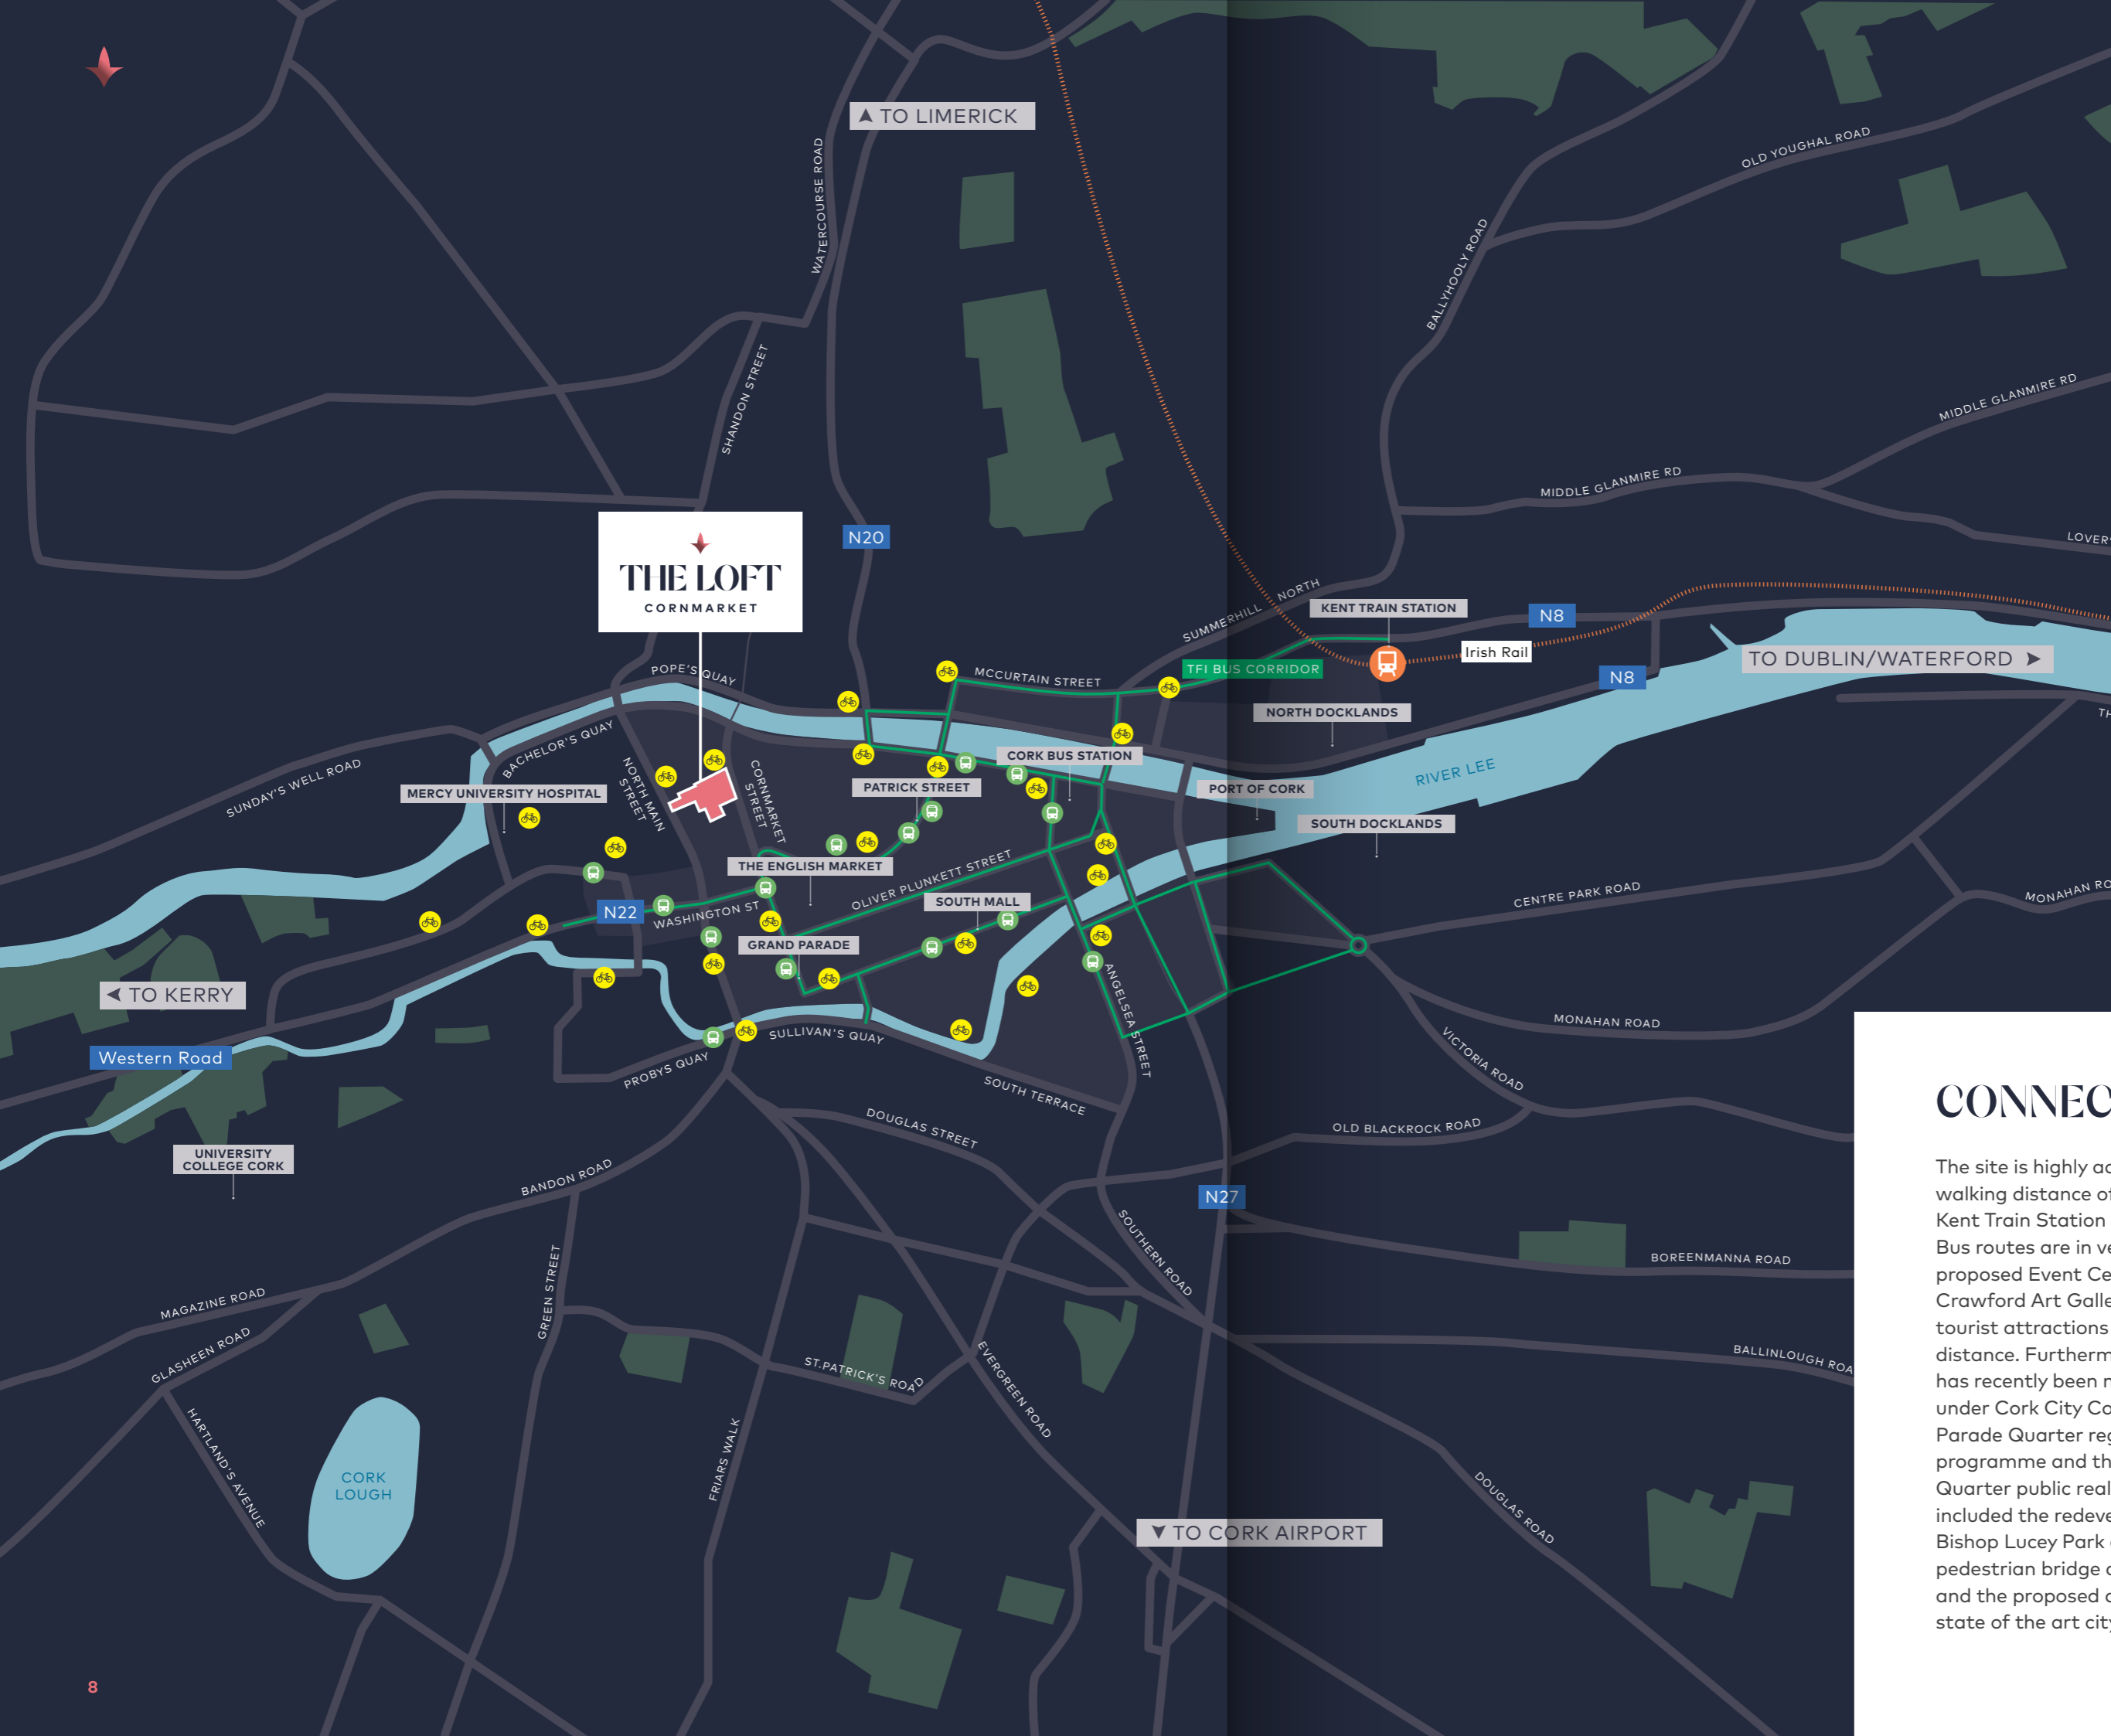 TO LIMERICK
WATERCOURSE ROAD
OLD YOUGHAL ROAD
BALLYHOOLY ROAD
SHANDON STREET
MIDDLE GLANMIRE RD
MIDDLE GLANMIRE RD
N20
THE LOFT
CORNMARKET
SUMMERHILL NORTH
KENT TRAIN STATION
N8
Irish Rail
TFI BUS CORRIDOR
TO DUBLIN/WATERFORD
N8
POPE'S QUAY
MCCURTAIN STREET
NORTH DOCKLANDS
BACHELOR'S QUAY
SUNDAY'S WELL ROAD
NORTH MAIN
STREET
CORNMARKET
STREET
CORK BUS STATION
RIVER LEE
MERCY UNIVERSITY HOSPITAL
PATRICK STREET
PORT OF CORK
SOUTH DOCKLANDS
THE ENGLISH MARKET
OLIVER PLUNKETT STREET
CENTRE PARK ROAD
SOUTH MALL
N22
WASHINGTON ST
GRAND PARADE
TO KERRY
ANGELSEA STREET
MONAHAN ROAD
SULLIVAN'S QUAY
Western Road
PROBYS QUAY
SOUTH TERRACE
VICTORIA ROAD
DOUGLAS STREET
OLD BLACKROCK ROAD
UNIVERSITY
COLLEGE CORK
BANDON ROAD
N27
SOUTHERN ROAD
BOREENMANNA ROAD
GREEN STREET
MAGAZINE ROAD
GLASHEEN ROAD
ST.PATRICK'S ROAD
EVERGREEN ROAD
BALLINLOUGH ROA
HARTLAND'S AVENUE
FRIARS WALK
CORK
LOUGH
DOUGLAS ROAD
TO CORK AIRPORT
8
CONNEC
The site is highly ac
walking distance of
Kent Train Station
Bus routes are in ve
proposed Event Ce
Crawford Art Galle
tourist attractions
distance. Furtherm
has recently been n
under Cork City Co
Parade Quarter reg
programme and th
Quarter public real
included the redeve
Bishop Lucey Park
pedestrian bridge
and the proposed
state of the art city